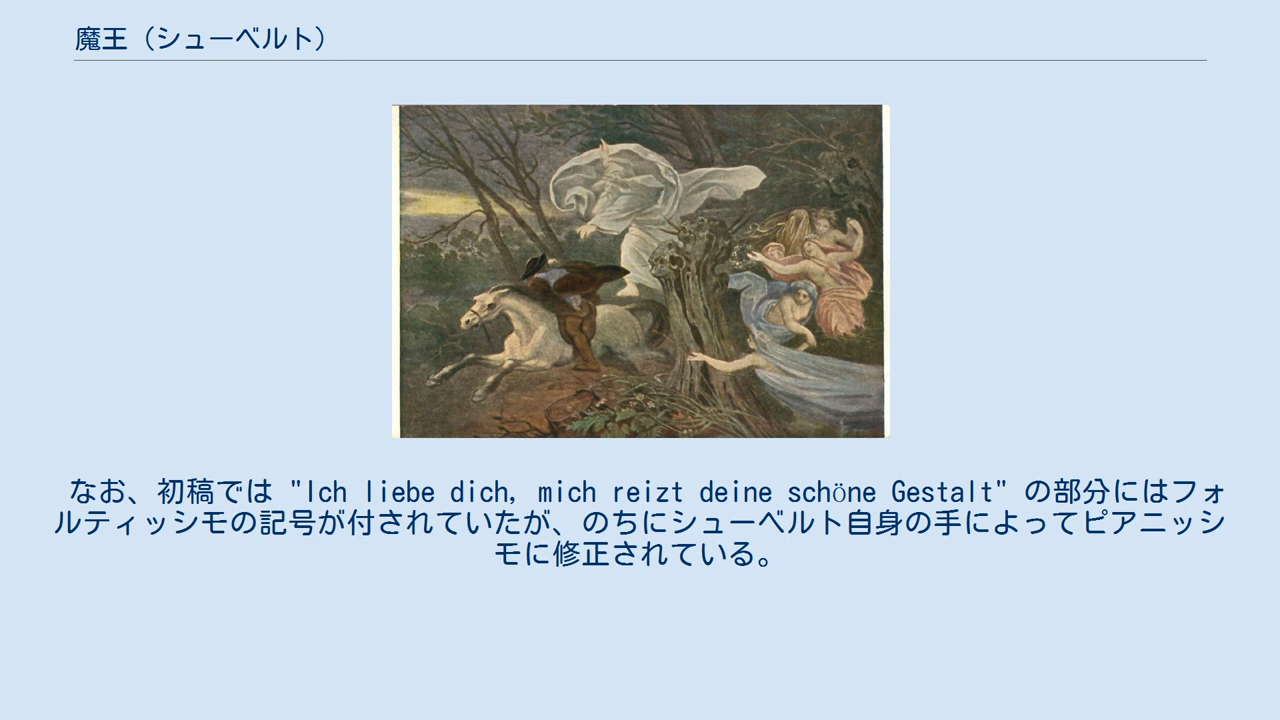 魔王（シューベルト）
なお、初稿では "Ich liebe dich, mich reizt deine schöne Gestalt" の部分にはフォ
ルティッシモの記号が付されていたが、のちにシューベルト自身の手によってピアニッシ
モに修正されている。